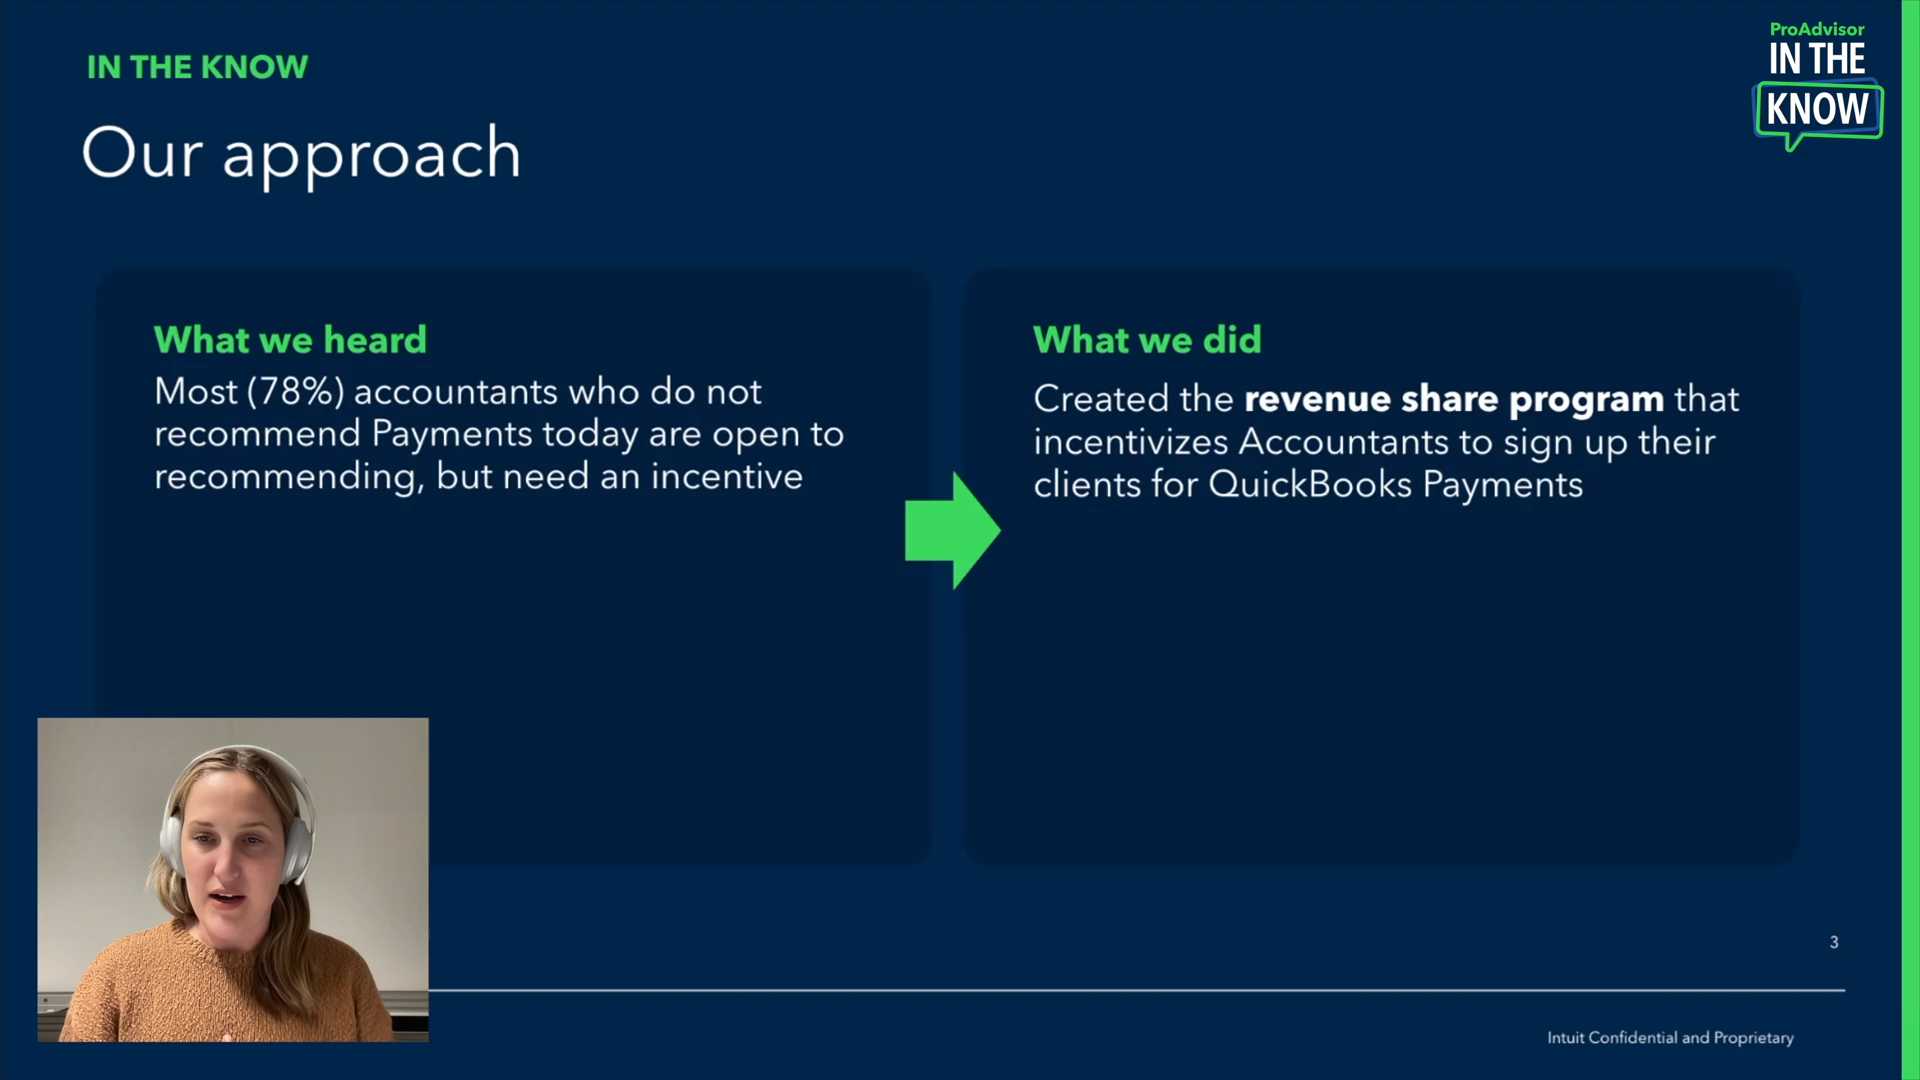 IN THE KNOW
Our approach
ProAdvisor
IN THE
KNOW
What we heard
Most (78%) accountants who do not
recommend Payments today are open to
recommending, but need an incentive
What we did
Created the revenue share program that
incentivizes Accountants to sign up their
clients for QuickBooks Payments
3
Intuit Confidential and Proprietary